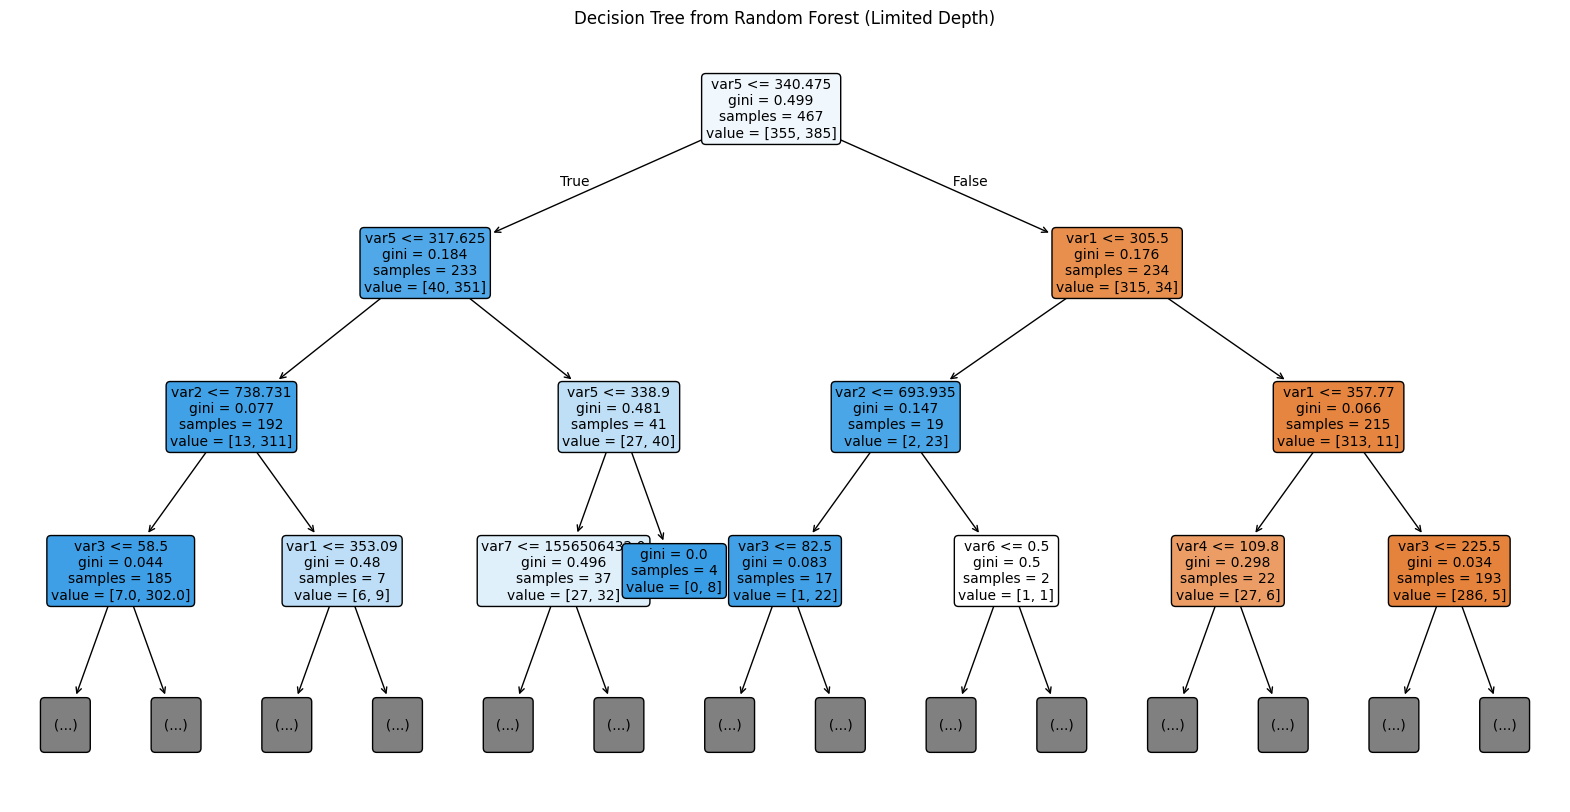 Decision Tree from Random Forest (Limited Depth)
var5 <= 340.475
gini = 0.499
samples = 467
value = [355, 385]
True
False
var5 <= 317.625
gini = 0.184
samples = 233
value = [40, 351]
var1 <= 305.5
gini = 0.176
samples = 234
value = [315, 34]
var2 <= 738.731
gini = 0.077
samples = 192
value = [13, 311]
var5 <= 338.9
gini = 0.481
samples = 41
value = [27, 40]
var2 <= 693.935
gini = 0.147
samples = 19
value = [2, 23]
var1 <= 357.77
gini = 0.066
samples = 215
value = [313, 11]
var3 <= 58.5
gini = 0.044
samples = 185
value = [7.0, 302.0]
var1 <= 353.09
gini = 0.48
samples = 7
value = [6, 9]
var7 <=
gini = 0.496
samples = 37
value = [27, 32]
gini = 0.0
samples = 4
value = [0, 8]
var3 <= 82.5
gini = 0.083
samples = 17
value = [1, 22]
var6 <= 0.5
gini = 0.5
samples = 2
value = [1, 1]
var4 <= 109.8
gini = 0.298
samples = 22
value = [27, 6]
var3 <= 225.5
gini = 0.034
samples = 193
value = [286, 5]
(...)
(...)
(...)
(...)
(...)
(...)
(...)
(...)
(...)
(...)
(...)
(...)
(...)
(...)